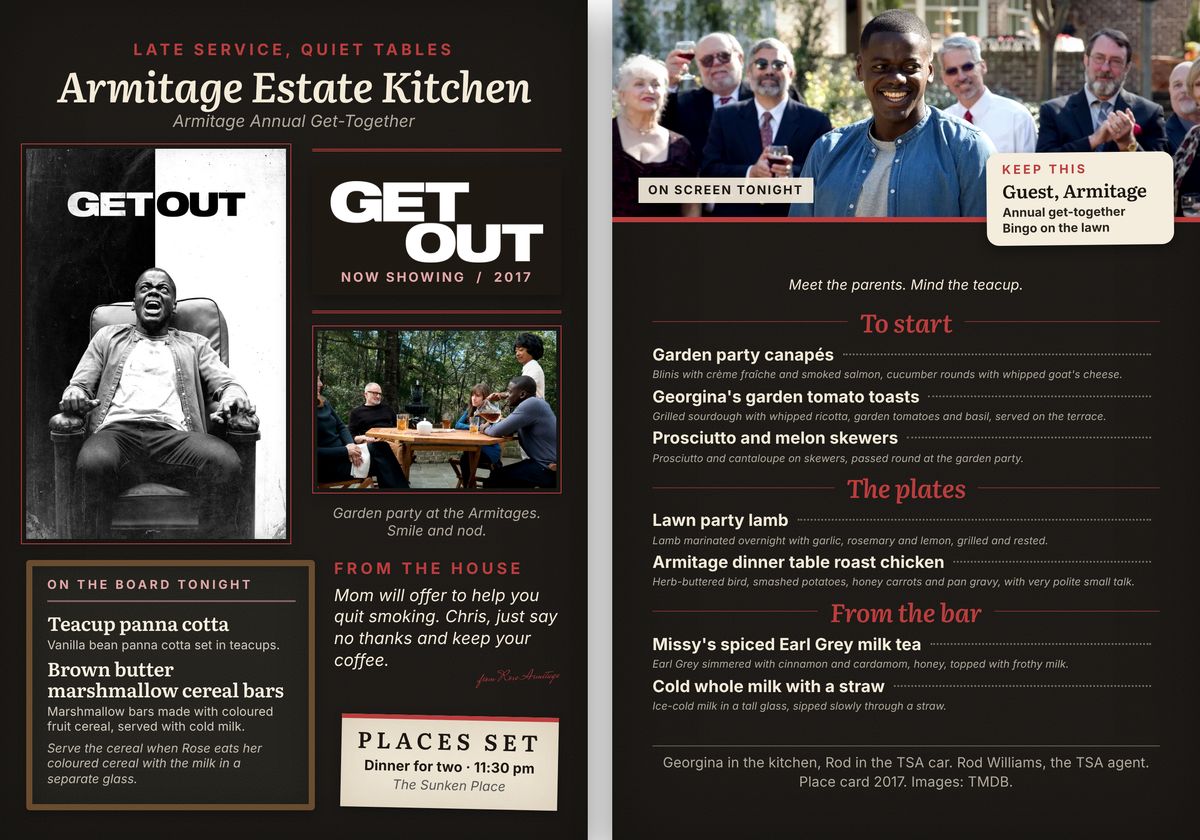 LATE SERVICE, QUIET TABLES
Armitage Estate Kitchen
Armitage Annual Get-Together
GET OUT
GET
OUT
NOW SHOWING / 2017
Garden party at the Armitages.
Smile and nod.
ON THE BOARD TONIGHT
Teacup panna cotta
Vanilla bean panna cotta set in teacups.
Brown butter
marshmallow cereal bars
Marshmallow bars made with coloured
fruit cereal, served with cold milk.
Serve the cereal when Rose eats her
coloured cereal with the milk in a
separate glass.
FROM THE HOUSE
Mom will offer to help you
quit smoking. Chris, just say
no thanks and keep your
coffee.
from Rose Armitage
PLACES SET
Dinner for two · 11:30 pm
The Sunken Place
ON SCREEN TONIGHT
KEEP THIS
Guest, Armitage
Annual get-together
Bingo on the lawn
Meet the parents. Mind the teacup.
To start
Garden party canapés
Blinis with crème fraîche and smoked salmon, cucumber rounds with whipped goat's cheese.
Georgina's garden tomato toasts
Grilled sourdough with whipped ricotta, garden tomatoes and basil, served on the terrace.
Prosciutto and melon skewers
Prosciutto and cantaloupe on skewers, passed round at the garden party.
The plates
Lawn party lamb
Lamb marinated overnight with garlic, rosemary and lemon, grilled and rested.
Armitage dinner table roast chicken
Herb-buttered bird, smashed potatoes, honey carrots and pan gravy, with very polite small talk.
From the bar
Missy's spiced Earl Grey milk tea
Earl Grey simmered with cinnamon and cardamom, honey, topped with frothy milk.
Cold whole milk with a straw
Ice-cold milk in a tall glass, sipped slowly through a straw.
Georgina in the kitchen, Rod in the TSA car. Rod Williams, the TSA agent.
Place card 2017. Images: TMDB.